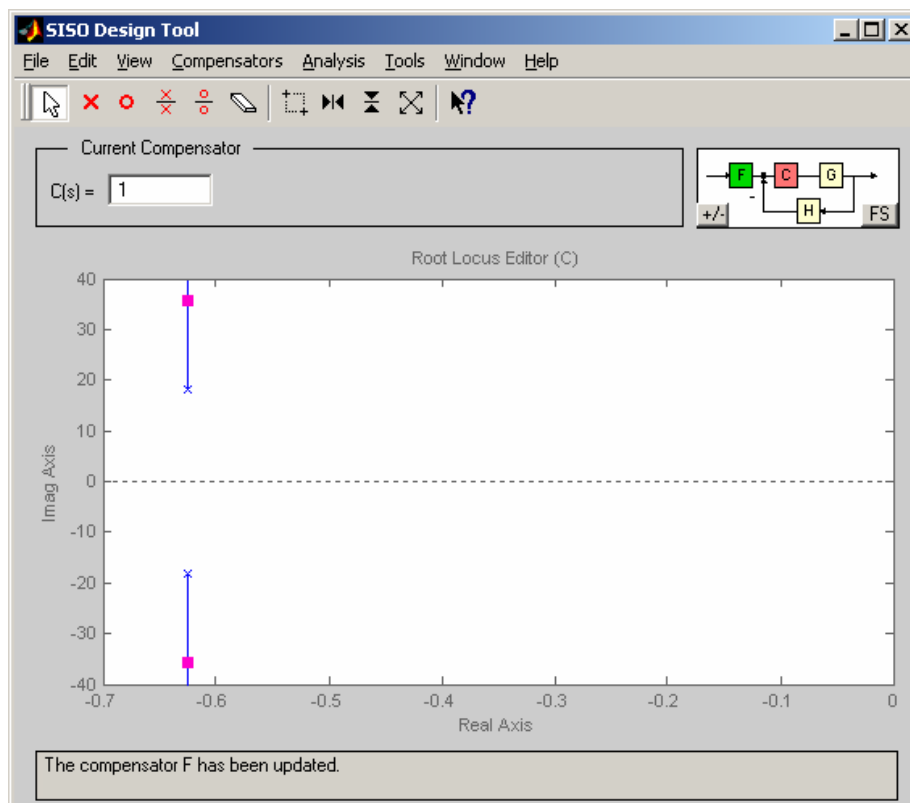 SISO Design Tool
File Edit View Compensators Analysis Tools Window Help
Current Compensator
C(s) = 1
F C G
H
+/- FS
Root Locus Editor (C)
40
30
20
10
0
-10
-20
-30
-40
Imag Axis
-0.7 -0.6 -0.5 -0.4 -0.3 -0.2 -0.1 0
Real Axis
The compensator F has been updated.